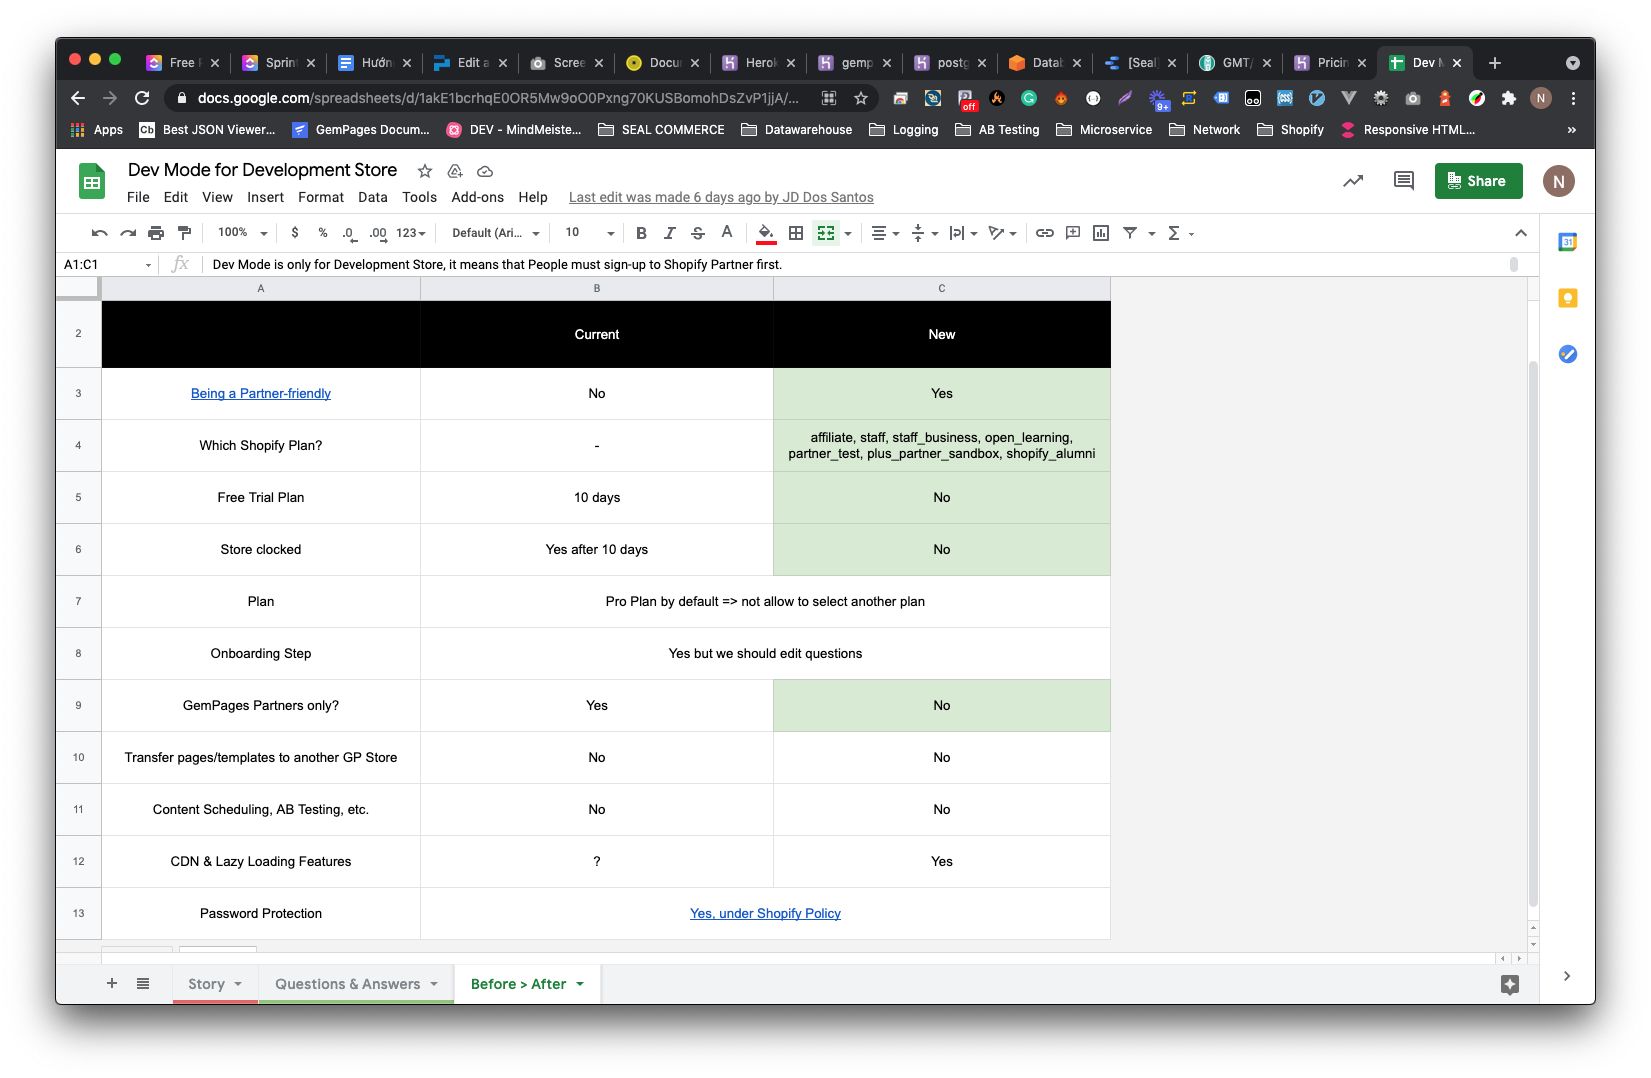 Free
Sprin
Hướn
Edit a
Scree
Docu
Herok
gemp
postg
Datab
[Seal
GMT/
Pricin
Dev M
docs.google.com/spreadsheets/d/1akE1bcrhqE0OR5Mw9oO0Pxng70KUSBomohDsZvP1jjA/...
off
9+
N
Apps
Cb Best JSON Viewer...
GemPages Docum...
DEV - MindMeiste...
SEAL COMMERCE
Datawarehouse
Logging
AB Testing
Microservice
Network
Shopify
Responsive HTML...
»
Dev Mode for Development Store
File Edit View Insert Format Data Tools Add-ons Help Last edit was made 6 days ago by JD Dos Santos
Share
N
100% $ % .0 .00 123 Default (Ari... 10 B I S A Σ
31
A1:C1 fx Dev Mode is only for Development Store, it means that People must sign-up to Shopify Partner first.
A B C
2 Current New
3 Being a Partner-friendly No Yes
4 Which Shopify Plan? - affiliate, staff, staff_business, open_learning,
partner_test, plus_partner_sandbox, shopify_alumni
5 Free Trial Plan 10 days No
6 Store clocked Yes after 10 days No
7 Plan Pro Plan by default => not allow to select another plan
8 Onboarding Step Yes but we should edit questions
9 GemPages Partners only? Yes No
10 Transfer pages/templates to another GP Store No No
11 Content Scheduling, AB Testing, etc. No No
12 CDN & Lazy Loading Features ? Yes
13 Password Protection Yes, under Shopify Policy
+ Story Questions & Answers Before > After